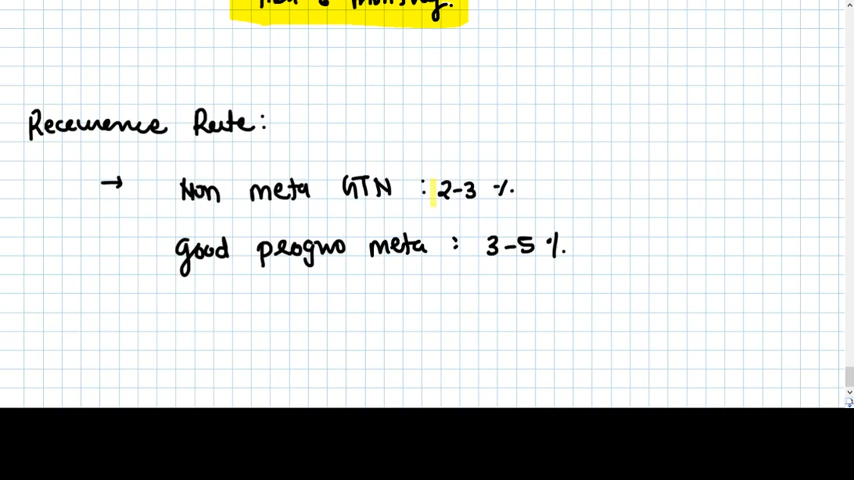 Recurrence Rate:
→ Non meta GTN : 2-3 %
Good progno meta : 3-5 %